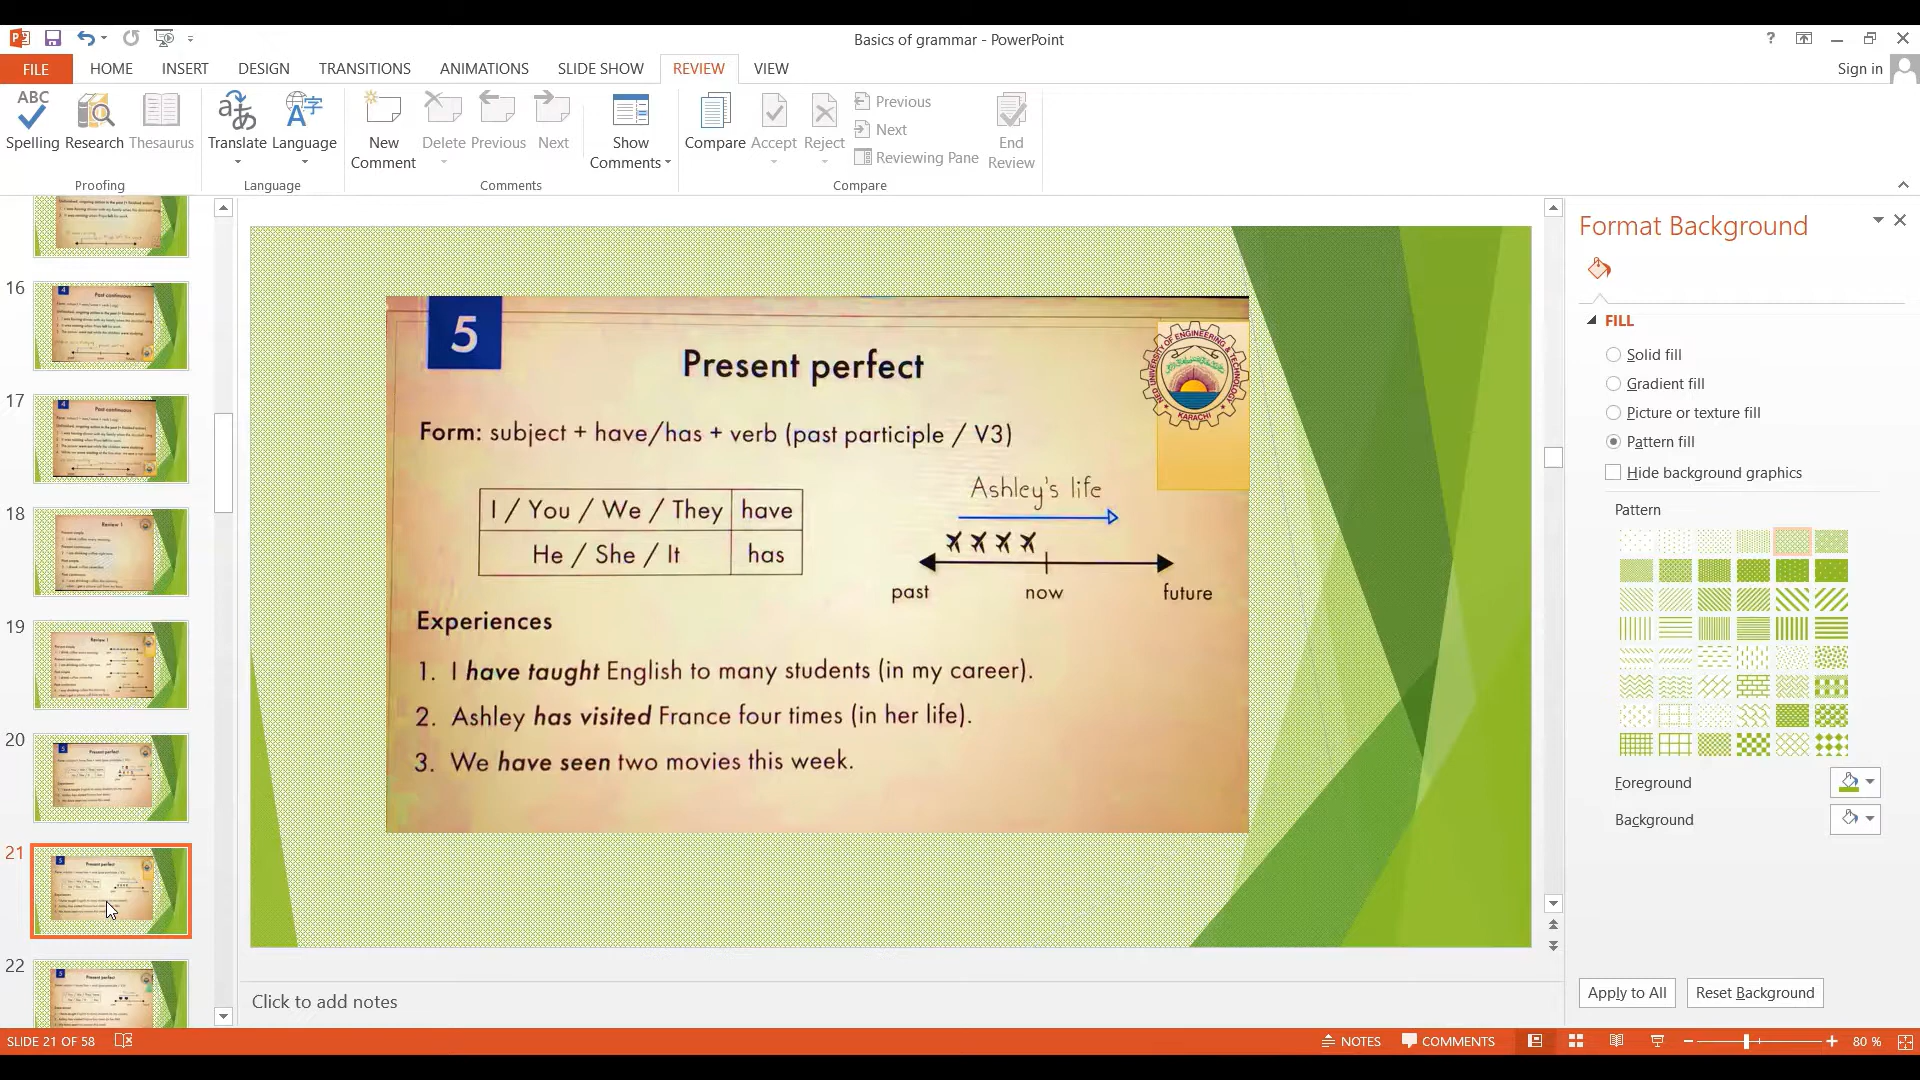 Basics of grammar - PowerPoint
?
Sign in
FILE
HOME
INSERT
DESIGN
TRANSITIONS
ANIMATIONS
SLIDE SHOW
REVIEW
VIEW
ABC
Spelling
Research
Thesaurus
Proofing
Translate
Language
Language
New
Comment
Delete
Previous
Next
Show
Comments
Comments
Compare
Accept
Reject
Previous
Next
Reviewing Pane
End
Review
Compare
16
17
18
19
20
21
22
5
Present perfect
NED UNIVERSITY OF ENGINEERING & TECHNOLOGY
KARACHI
Form: subject + have/has + verb (past participle / V3)
I / You / We / They have
He / She / It has
Ashley's life
past now future
Experiences
1. I have taught English to many students (in my career).
2. Ashley has visited France four times (in her life).
3. We have seen two movies this week.
Click to add notes
Format Background
FILL
Solid fill
Gradient fill
Picture or texture fill
Pattern fill
Hide background graphics
Pattern
Foreground
Background
Apply to All
Reset Background
SLIDE 21 OF 58
NOTES
COMMENTS
80 %